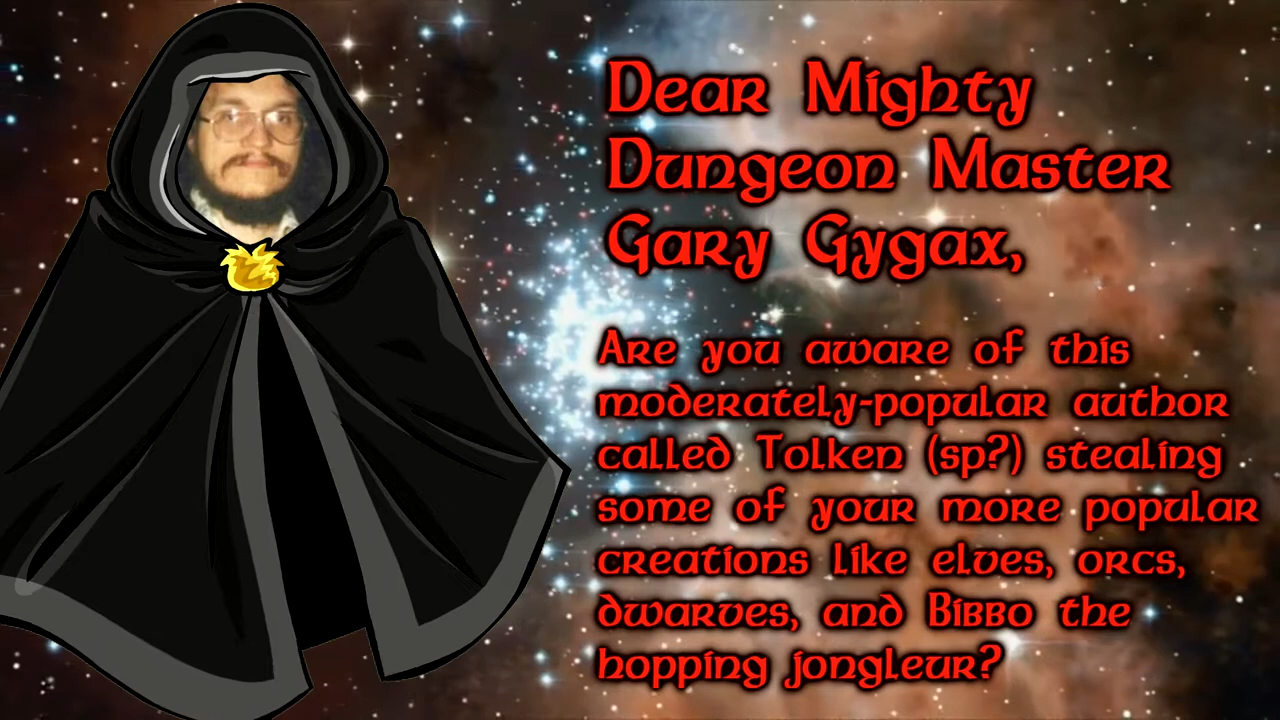 Dear Mighty
Dungeon Master
Gary Gygax,
Are you aware of this
moderately-popular author
called Tolken (sp?) stealing
some of your more popular
creations like elves, orcs,
dwarves, and Bibbo the
hopping jongleur?